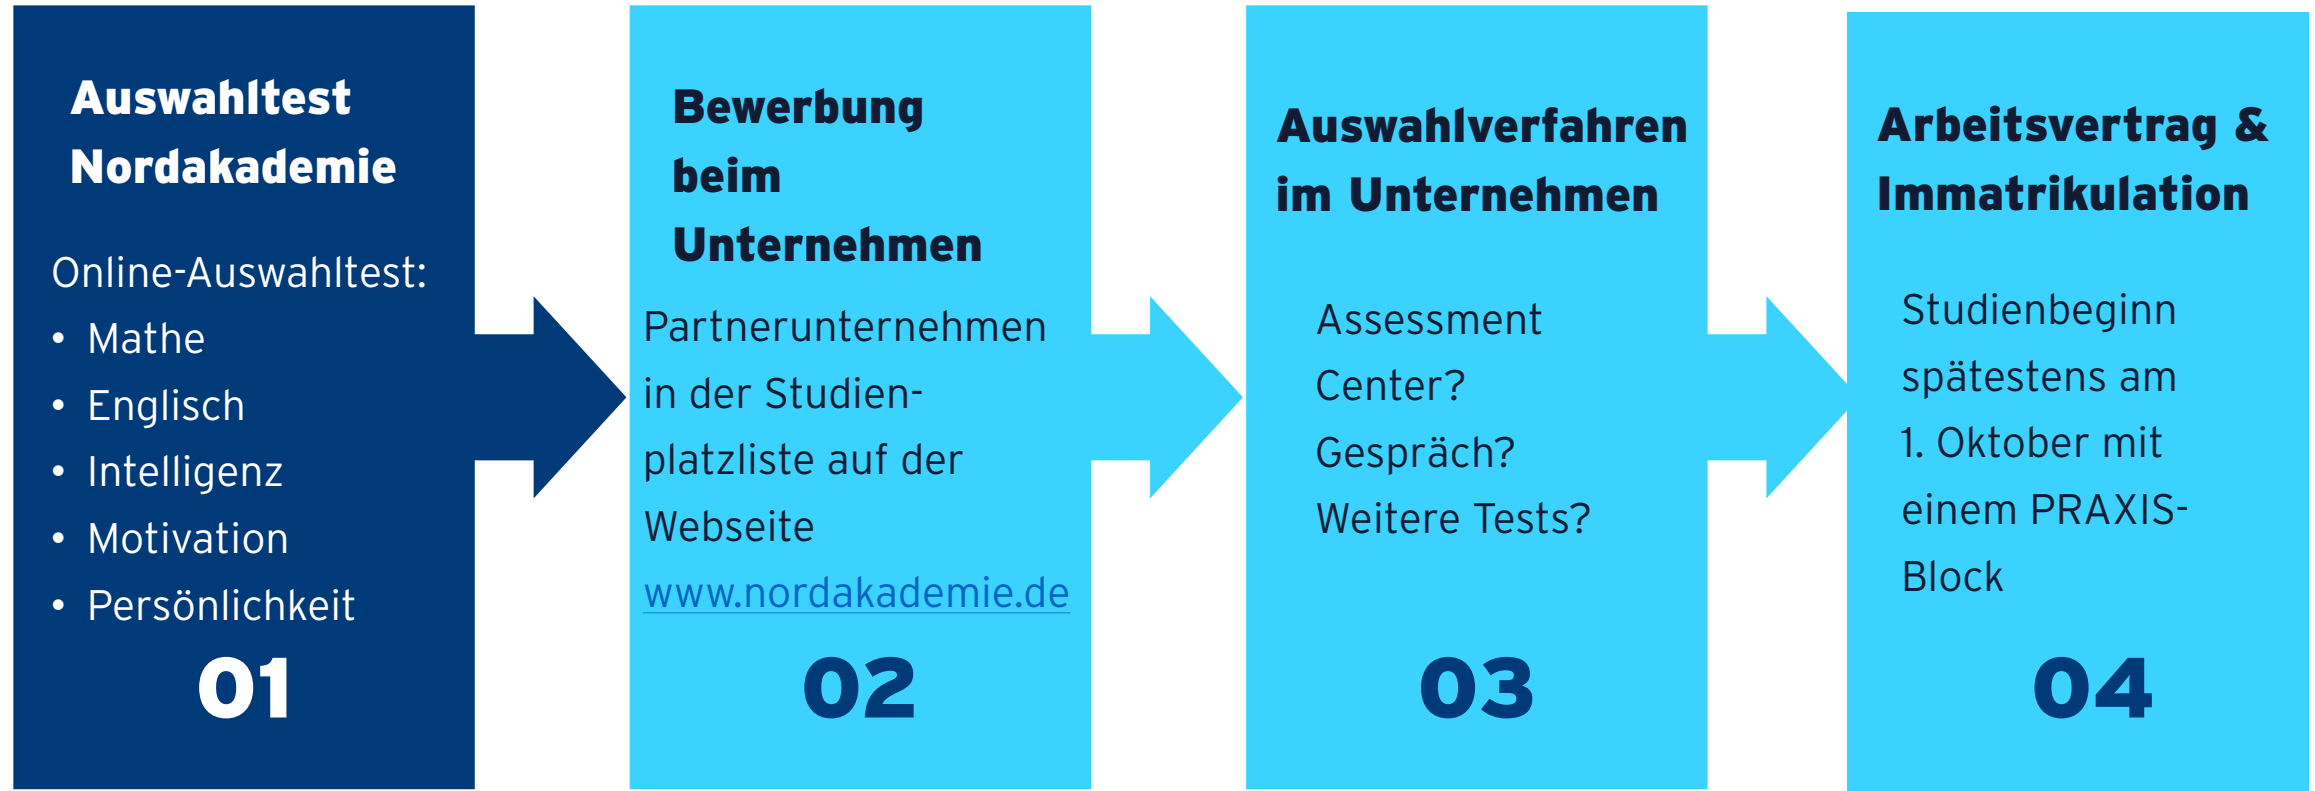 Auswahltest
Nordakademie
Online-Auswahltest:
• Mathe
• Englisch
• Intelligenz
• Motivation
• Persönlichkeit
01
Bewerbung
beim
Unternehmen
Partnerunternehmen
in der Studien-
platzliste auf der
Webseite
www.nordakademie.de
02
Auswahlverfahren
im Unternehmen
Assessment
Center?
Gespräch?
Weitere Tests?
03
Arbeitsvertrag &
Immatrikulation
Studienbeginn
spätestens am
1. Oktober mit
einem PRAXIS-
Block
04